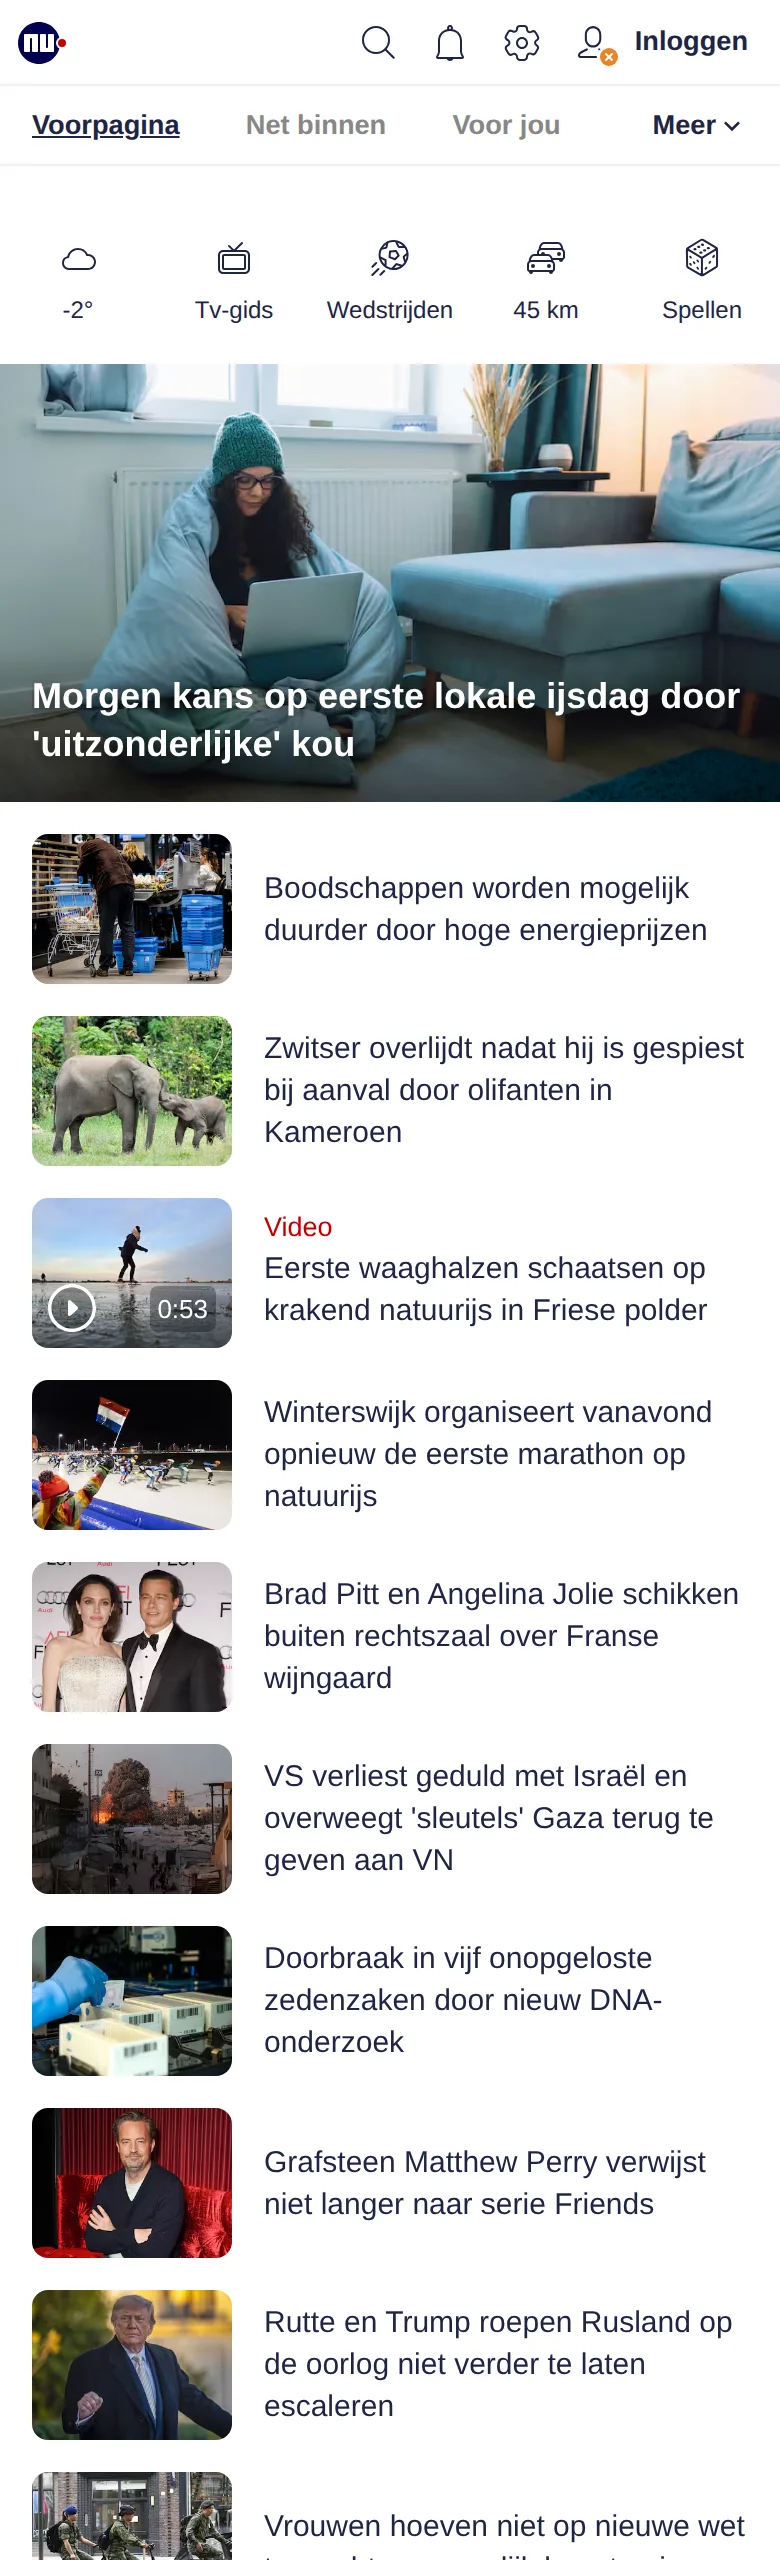 nu
Inloggen
Voorpagina
Net binnen
Voor jou
Meer
-2°
Tv-gids
Wedstrijden
45 km
Spellen
Morgen kans op eerste lokale ijsdag door
'uitzonderlijke' kou
Boodschappen worden mogelijk
duurder door hoge energieprijzen
Zwitser overlijdt nadat hij is gespiest
bij aanval door olifanten in
Kameroen
Video
Eerste waaghalzen schaatsen op
krakend natuurijs in Friese polder
0:53
Winterswijk organiseert vanavond
opnieuw de eerste marathon op
natuurijs
Brad Pitt en Angelina Jolie schikken
buiten rechtszaal over Franse
wijngaard
VS verliest geduld met Israël en
overweegt 'sleutels' Gaza terug te
geven aan VN
Doorbraak in vijf onopgeloste
zedenzaken door nieuw DNA-
onderzoek
Grafsteen Matthew Perry verwijst
niet langer naar serie Friends
Rutte en Trump roepen Rusland op
de oorlog niet verder te laten
escaleren
Vrouwen hoeven niet op nieuwe wet